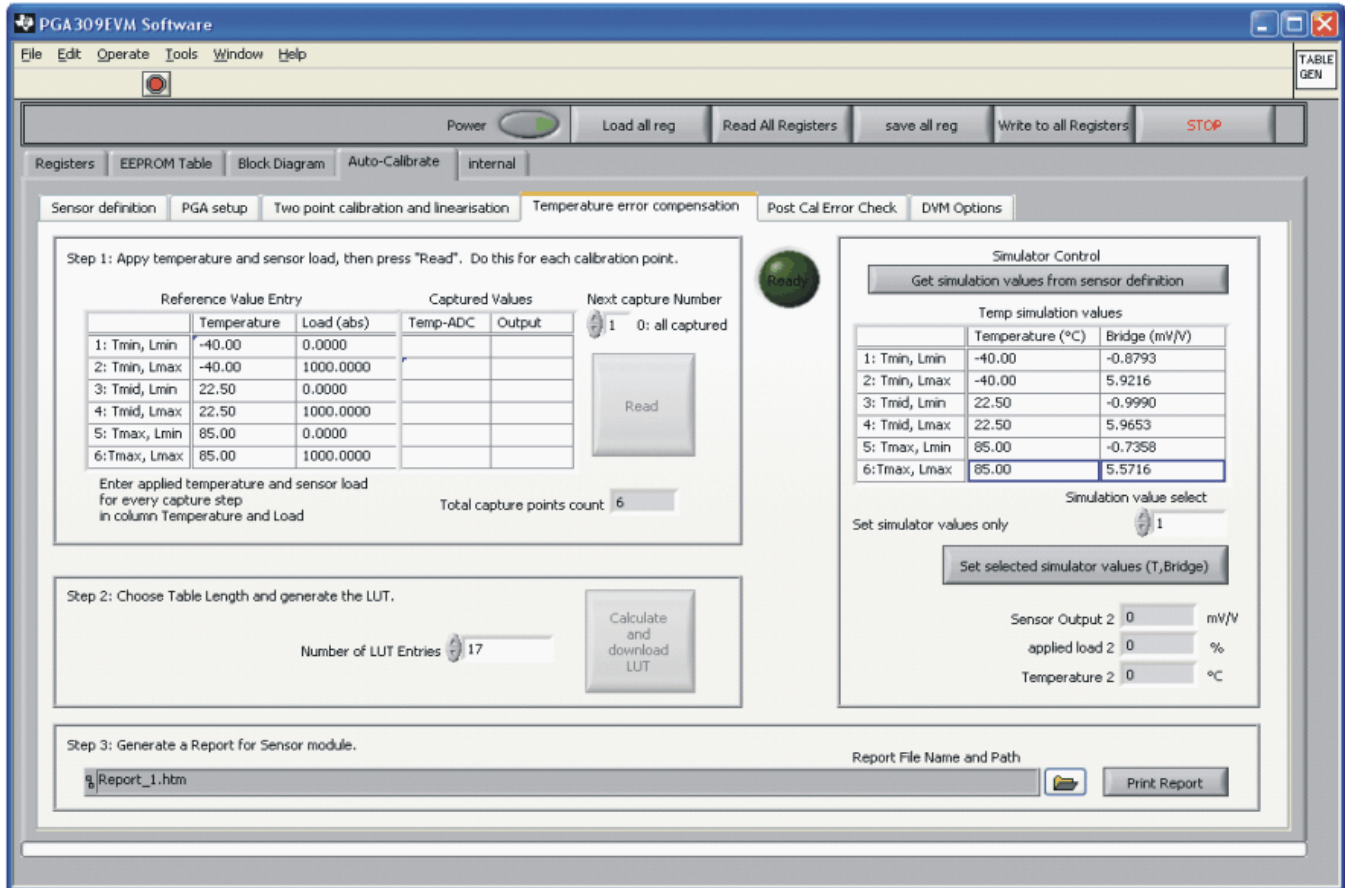 PGA309EVM Software
File Edit Operate Tools Window Help
TABLE
GEN
Power Load all reg Read All Registers save all reg Write to all Registers STOP
Registers EEPROM Table Block Diagram Auto-Calibrate internal
Sensor definition PGA setup Two point calibration and linearisation Temperature error compensation Post Cal Error Check DVM Options
Step 1: Appy temperature and sensor load, then press "Read". Do this for each calibration point.
Reference Value Entry Captured Values Next capture Number
Temperature Load (abs) Temp-ADC Output 1 0: all captured
1: Tmin, Lmin -40.00 0.0000
2: Tmin, Lmax -40.00 1000.0000
3: Tmid, Lmin 22.50 0.0000
4: Tmid, Lmax 22.50 1000.0000
5: Tmax, Lmin 85.00 0.0000
6:Tmax, Lmax 85.00 1000.0000
Read
Enter applied temperature and sensor load
for every capture step
in column Temperature and Load
Total capture points count 6
Ready
Simulator Control
Get simulation values from sensor definition
Temp simulation values
Temperature (°C) Bridge (mV/V)
1: Tmin, Lmin -40.00 -0.8793
2: Tmin, Lmax -40.00 5.9216
3: Tmid, Lmin 22.50 -0.9990
4: Tmid, Lmax 22.50 5.9653
5: Tmax, Lmin 85.00 -0.7358
6:Tmax, Lmax 85.00 5.5716
Simulation value select
Set simulator values only 1
Set selected simulator values (T,Bridge)
Sensor Output 2 0 mV/V
applied load 2 0 %
Temperature 2 0 °C
Step 2: Choose Table Length and generate the LUT.
Number of LUT Entries 17
Calculate
and
download
LUT
Step 3: Generate a Report for Sensor module.
Report File Name and Path
Report_1.htm
Print Report